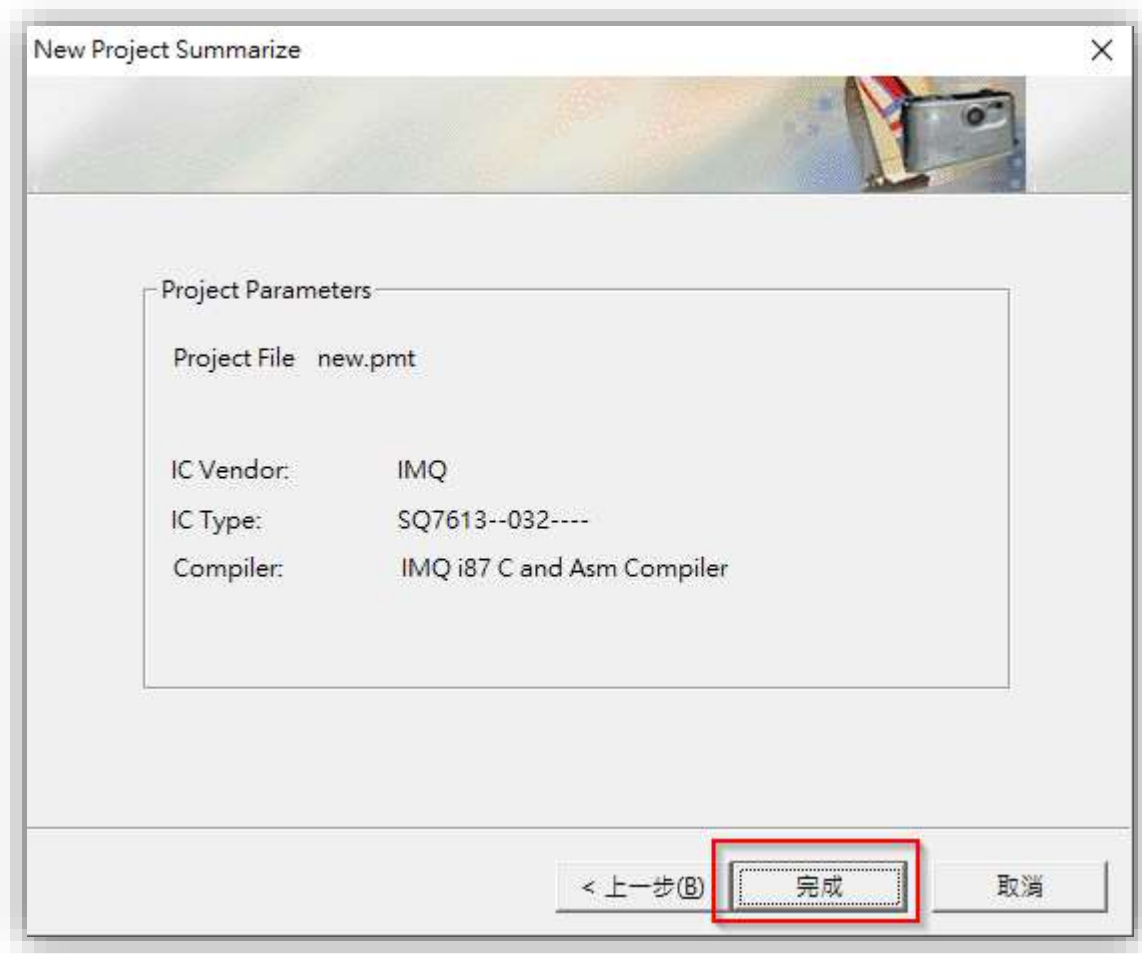 New Project Summarize
Project Parameters
Project File new.pmt
IC Vendor: IMQ
IC Type: SQ7613--032----
Compiler: IMQ i87 C and Asm Compiler
< 上一步(B) 完成 取消